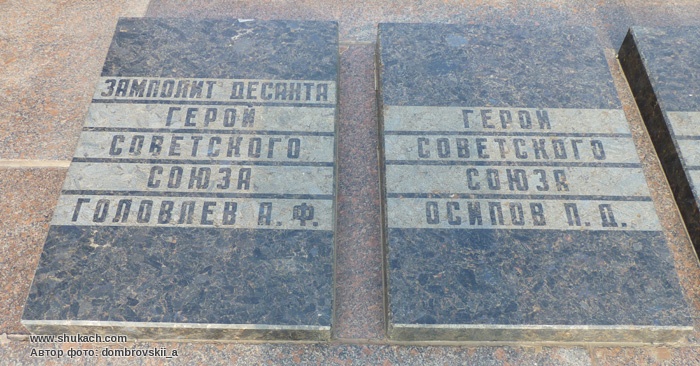 ЗАМПОЛИТ ДЕСАНТА
ГЕРОЙ
СОВЕТСКОГО
СОЮЗА
ГОЛОВЛЕВ А.Ф.
ГЕРОЙ
СОВЕТСКОГО
СОЮЗА
ОСИПОВ П.Д.
www.shukach.com
Автор фото: dombrovskii_a